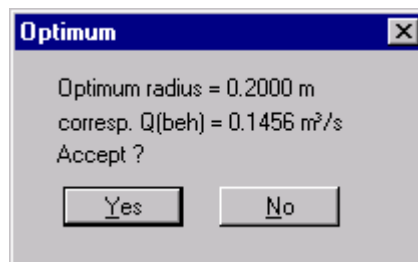 Optimum
Optimum radius = 0.2000 m
corresp. Q(beh) = 0.1456 m³/s
Accept ?
Yes No